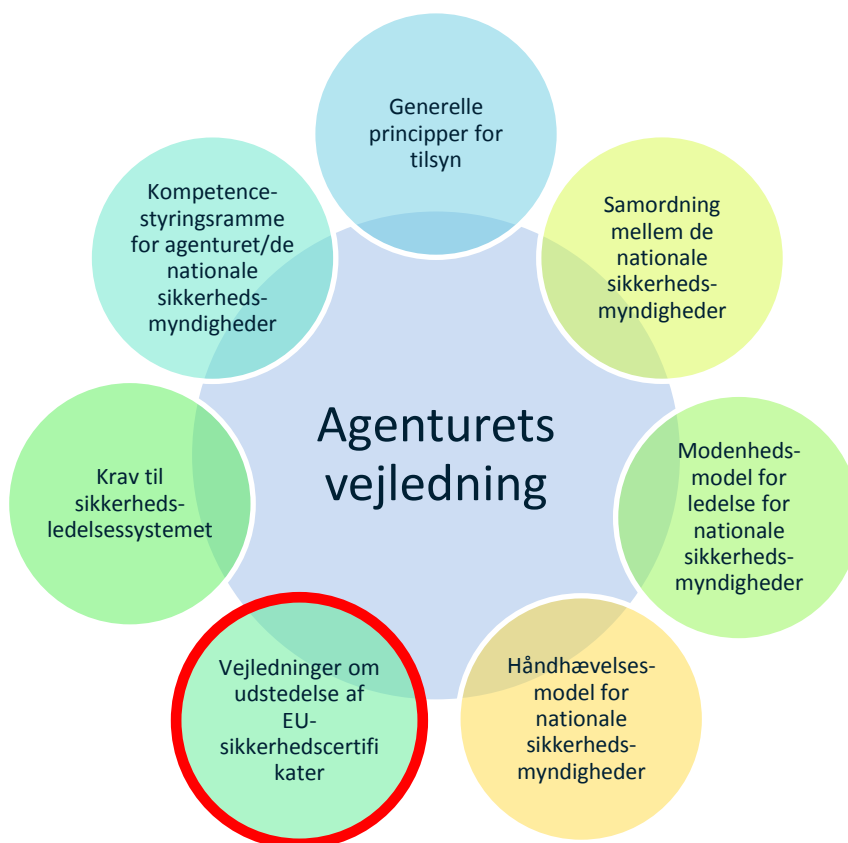 Generelle
principper for
tilsyn
Samordning
mellem de
nationale
sikkerheds-
myndigheder
Modenheds-
model for
ledelse for
nationale
sikkerheds-
myndigheder
Håndhævelses-
model for
nationale
sikkerheds-
myndigheder
Vejledninger om
udstedelse af
EU-
sikkerhedscertifi
kater
Krav til
sikkerheds-
ledelsessystemet
Kompetence-
styringsramme
for agenturet/de
nationale
sikkerheds-
myndigheder
Agenturets
vejledning